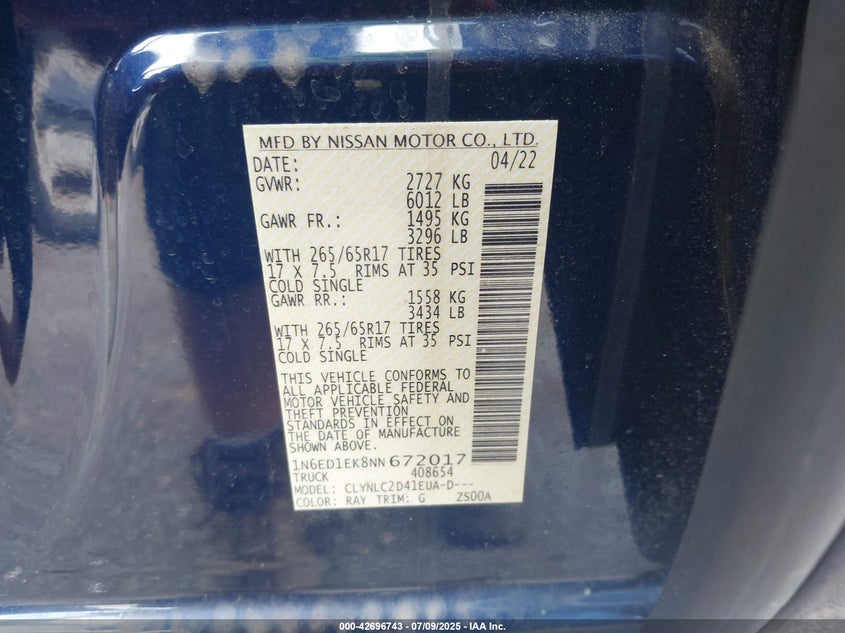 MFD BY NISSAN MOTOR CO., LTD.
DATE: 04/22
GVWR: 2727 KG
6012 LB
GAWR FR.: 1495 KG
3296 LB
WITH 265/65R17 TIRES
17 X 7.5 RIMS AT 35 PSI
COLD SINGLE
GAWR RR.: 1558 KG
3434 LB
WITH 265/65R17 TIRES
17 X 7.5 RIMS AT 35 PSI
COLD SINGLE
THIS VEHICLE CONFORMS TO
ALL APPLICABLE FEDERAL
MOTOR VEHICLE SAFETY AND
THEFT PREVENTION
STANDARDS IN EFFECT ON
THE DATE OF MANUFACTURE
SHOWN ABOVE.
1N6ED1EK8NN672017
TRUCK 408654
MODEL: CLYNLC2D41EUA-D---
COLOR: RAY TRIM: G ZS00A
000-42696743 - 07/09/2025 - IAA Inc.